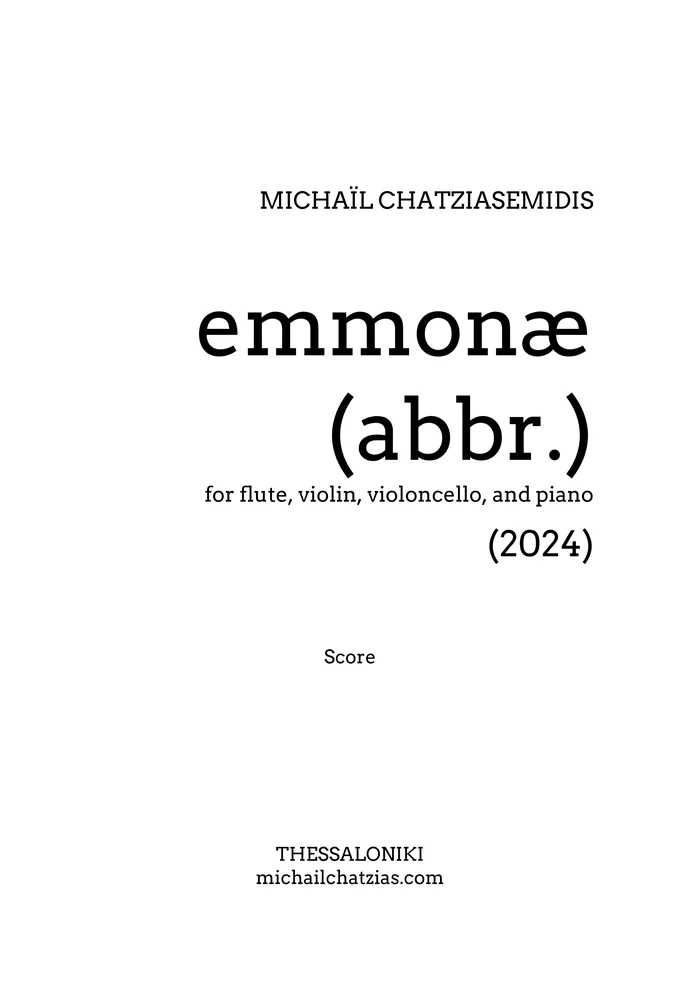 MICHAÏL CHATZIASEMIDIS
emmonæ
(abbr.)
for flute, violin, violoncello, and piano
(2024)
Score
THESSALONIKI
michailchatzias.com